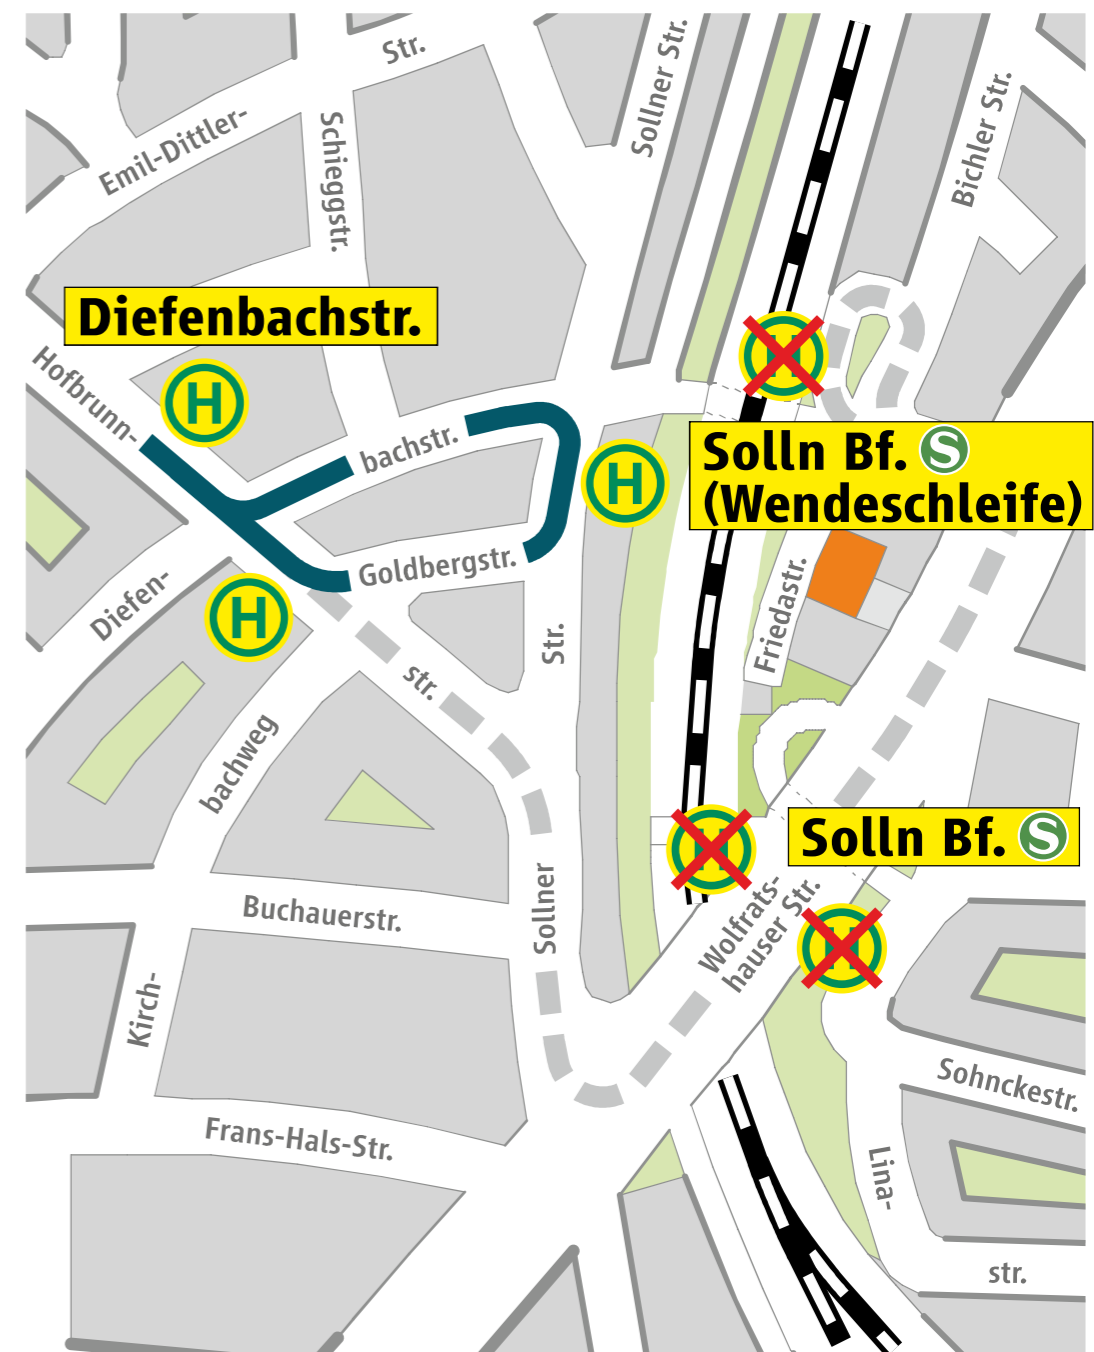 Str.
Sollner Str.
Bichler Str.
Emil-Dittler-
Schieggstr.
Diefenbachstr.
H
Hofbrunn-
H
bachstr.
H
Solln Bf. S
(Wendeschleife)
Goldbergstr.
Friedastr.
Diefen-
H
Str.
str.
bachweg
Solln Bf. S
H
Buchauerstr.
Sollner
Wolfrats-
hauser Str.
H
Kirch-
Sohnckestr.
Frans-Hals-Str.
Lina-
str.